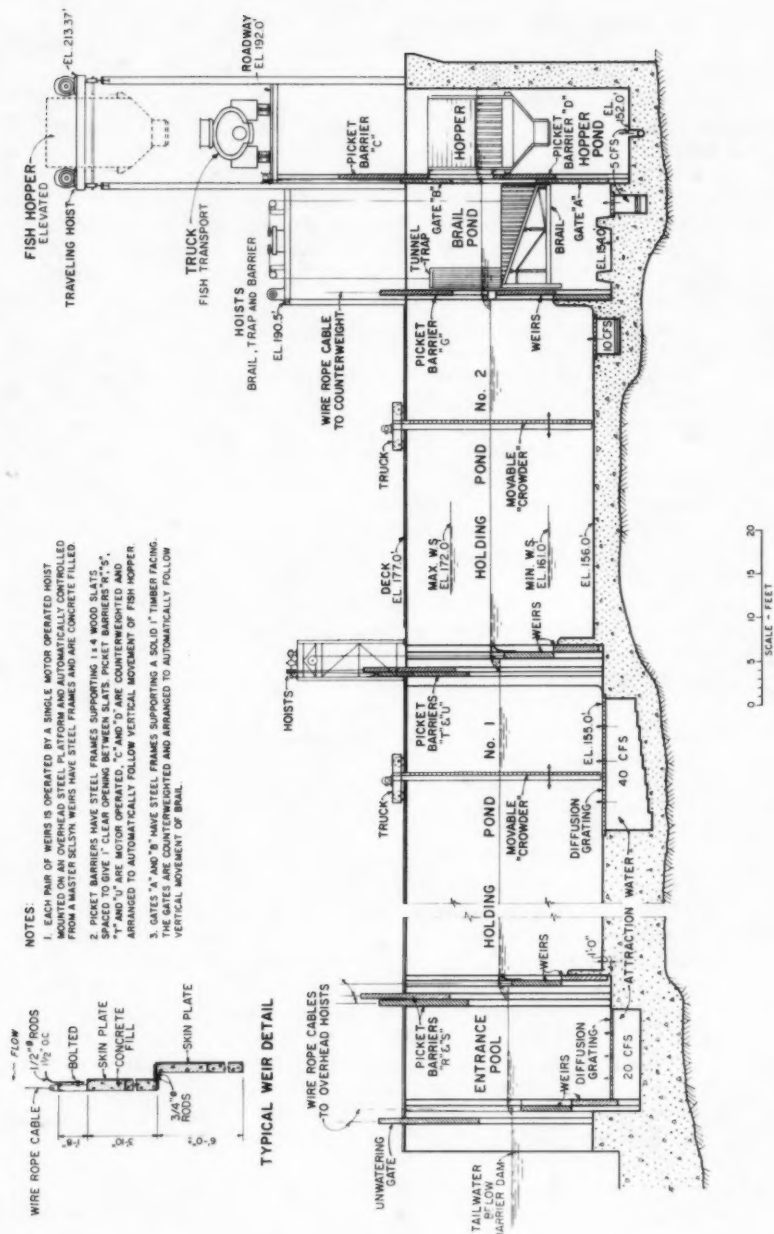 NOTES:
1. EACH PAIR OF WEIRS IS OPERATED BY A SINGLE MOTOR OPERATED HOIST
MOUNTED ON AN OVERHEAD STEEL PLATFORM AND AUTOMATICALLY CONTROLLED
FROM A MASTER SELSYN. WEIRS HAVE STEEL FRAMES AND ARE CONCRETE FILLED.
2. PICKET BARRIERS HAVE STEEL FRAMES SUPPORTING 1 x 4 WOOD SLATS
SPACED TO GIVE 1" CLEAR OPENING BETWEEN SLATS. PICKET BARRIERS "R", "S",
"T" AND "U" ARE MOTOR OPERATED, "C" AND "D" ARE COUNTERWEIGHTED AND
ARRANGED TO AUTOMATICALLY FOLLOW VERTICAL MOVEMENT OF FISH HOPPER.
3. GATES "A" AND "B" HAVE STEEL FRAMES SUPPORTING A SOLID 1" TIMBER FACING.
THE GATES ARE COUNTERWEIGHTED AND ARRANGED TO AUTOMATICALLY FOLLOW
VERTICAL MOVEMENT OF BRAIL.
FLOW
WIRE ROPE CABLE
1/2" Ø RODS
1 1/2" O.C.
BOLTED
SKIN PLATE
CONCRETE
FILL
3/4" Ø
RODS
SKIN PLATE
1'-8"
3'-10"
6'-0"
TYPICAL WEIR DETAIL
FISH HOPPER
ELEVATED
EL. 213.37'
TRAVELING HOIST
TRUCK
FISH TRANSPORT
ROADWAY
EL 192.0'
HOISTS
BRAIL, TRAP AND BARRIER
EL 190.5'
WIRE ROPE CABLE
TO COUNTERWEIGHT
PICKET
BARRIER
"C"
WIRE ROPE CABLES
TO OVERHEAD HOISTS
UNWATERING
GATE
TAILWATER
BELOW
BARRIER DAM
PICKET
BARRIERS
"R" & "S"
ENTRANCE
POOL
WEIRS
DIFFUSION
GRATING
20 CFS
WEIRS
1'-0"
ATTRACTION WATER
HOLDING POND No. 1
TRUCK
MOVABLE
"CROWDER"
DIFFUSION
GRATING
EL. 155.0'
40 CFS
HOISTS
PICKET
BARRIERS
"T" & "U"
WEIRS
DECK
EL 177.0'
MAX W.S.
EL 172.0'
HOLDING POND No. 2
MIN. W.S.
EL 161.0'
EL 156.0'
TRUCK
MOVABLE
"CROWDER"
10 CFS
PICKET
BARRIER
"G"
WEIRS
TUNNEL
TRAP
GATE "B"
BRAIL
POND
BRAIL
GATE "A"
EL 154.0'
HOPPER
PICKET
BARRIER "D"
HOPPER
POND
5 CFS
EL
152.0'
0 5 10 15 20
SCALE - FEET